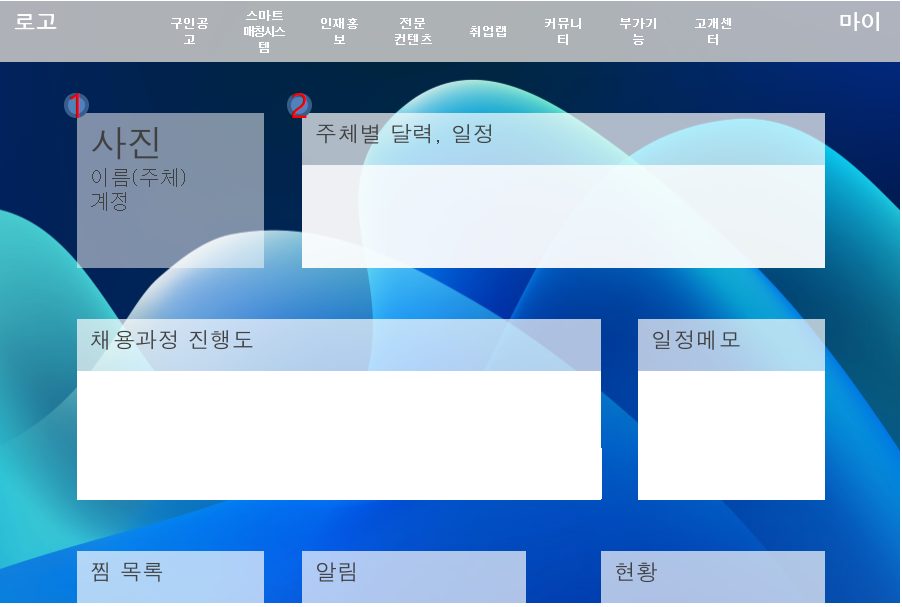 로고
구인공
고
스마트
매칭시스
템
인재홍
보
전문
컨텐츠
취업랩
커뮤니
티
부가기
능
고객센
터
마이
1
사진
이름(주체)
계정
2
주체별 달력, 일정
채용과정 진행도
일정메모
찜 목록
알림
현황